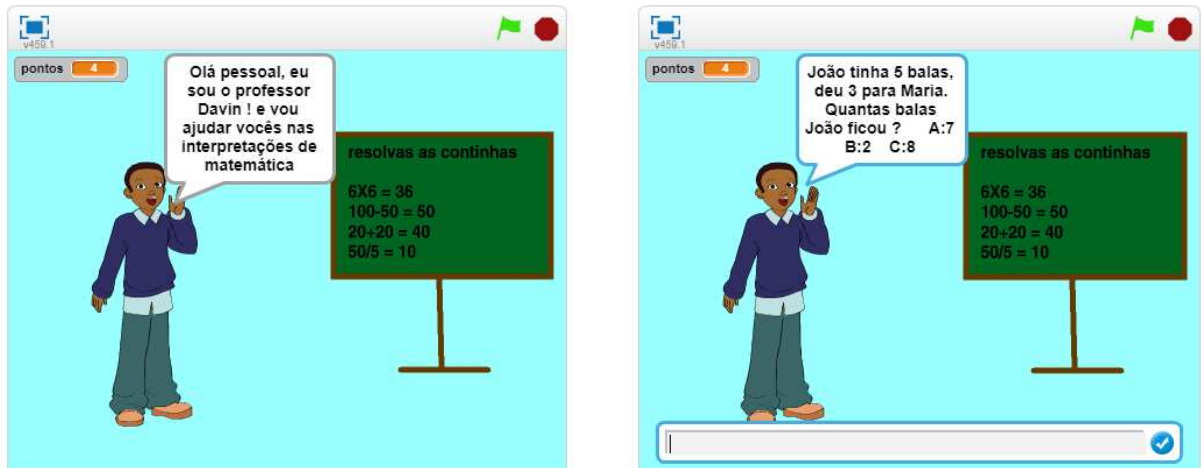 v459.1
pontos 4
Olá pessoal, eu
sou o professor
Davin ! e vou
ajudar vocês nas
interpretações de
matemática
resolvas as continhas
6X6 = 36
100-50 = 50
20+20 = 40
50/5 = 10
v459.1
pontos 4
João tinha 5 balas,
deu 3 para Maria.
Quantas balas
João ficou ? A:7
B:2 C:8
resolvas as continhas
6X6 = 36
100-50 = 50
20+20 = 40
50/5 = 10